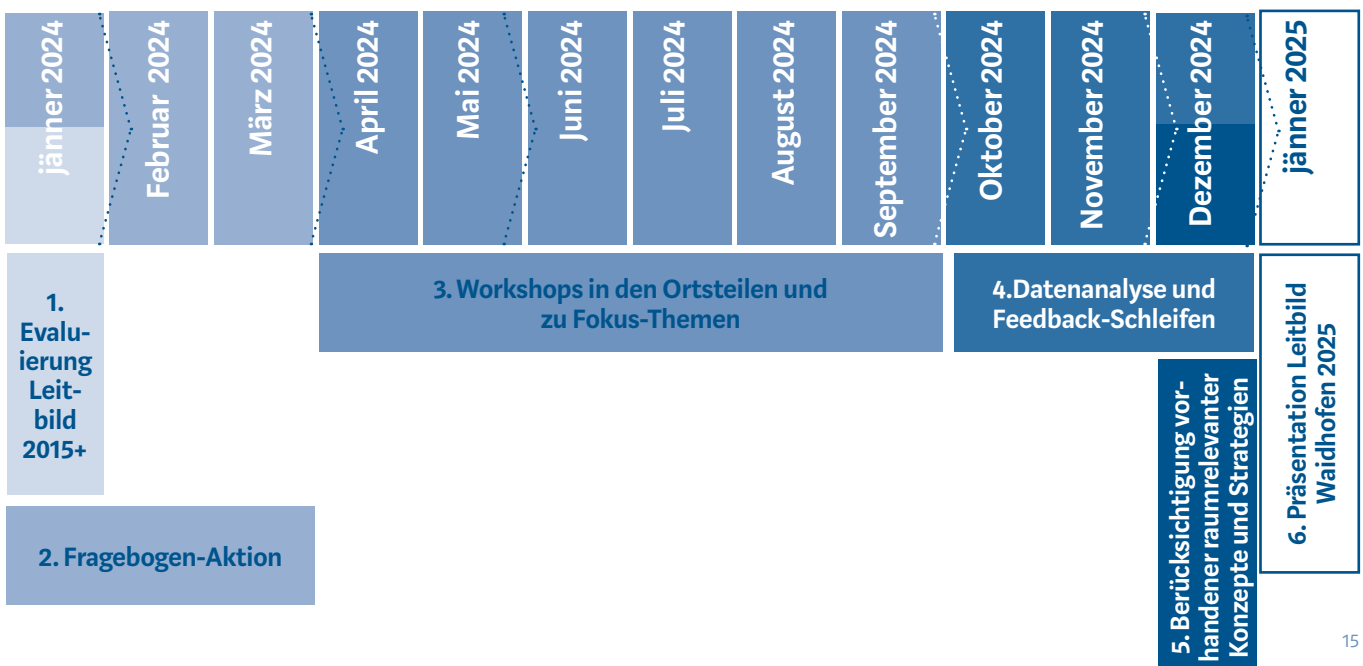 jänner 2024
Februar 2024
März 2024
April 2024
Mai 2024
Juni 2024
Juli 2024
August 2024
September 2024
Oktober 2024
November 2024
Dezember 2024
jänner 2025
1.
Evalu-
ierung
Leit-
bild
2015+
2. Fragebogen-Aktion
3. Workshops in den Ortsteilen und
zu Fokus-Themen
4.Datenanalyse und
Feedback-Schleifen
5. Berücksichtigung vor-
handener raumrelevanter
Konzepte und Strategien
6. Präsentation Leitbild
Waidhofen 2025
15